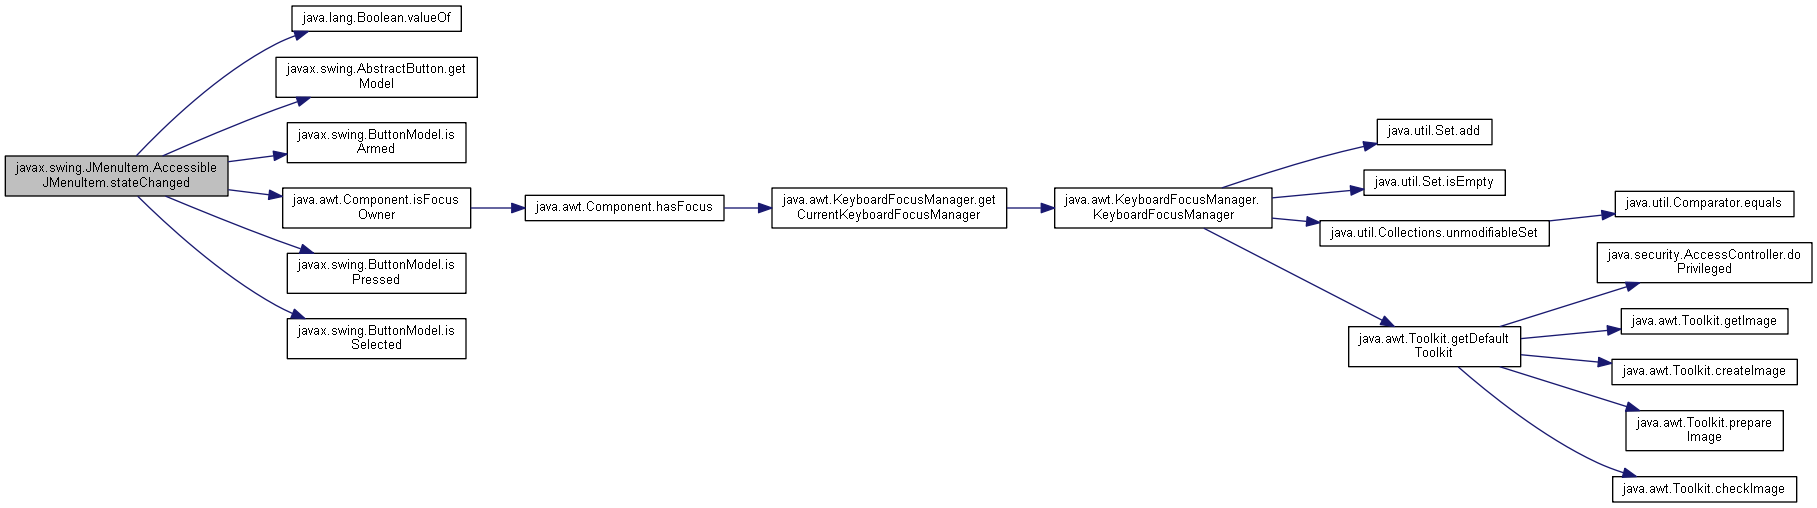 java.lang.Boolean.valueOf
javax.swing.AbstractButton.get
Model
javax.swing.ButtonModel.is
Armed
javax.swing.JMenuItem.Accessible
JMenuItem.stateChanged
java.awt.Component.isFocus
Owner
javax.swing.ButtonModel.is
Pressed
javax.swing.ButtonModel.is
Selected
java.awt.Component.hasFocus
java.awt.KeyboardFocusManager.get
CurrentKeyboardFocusManager
java.awt.KeyboardFocusManager.
KeyboardFocusManager
java.util.Set.add
java.util.Set.isEmpty
java.util.Collections.unmodifiableSet
java.awt.Toolkit.getDefault
Toolkit
java.util.Comparator.equals
java.security.AccessController.do
Privileged
java.awt.Toolkit.getImage
java.awt.Toolkit.createImage
java.awt.Toolkit.prepare
Image
java.awt.Toolkit.checkImage